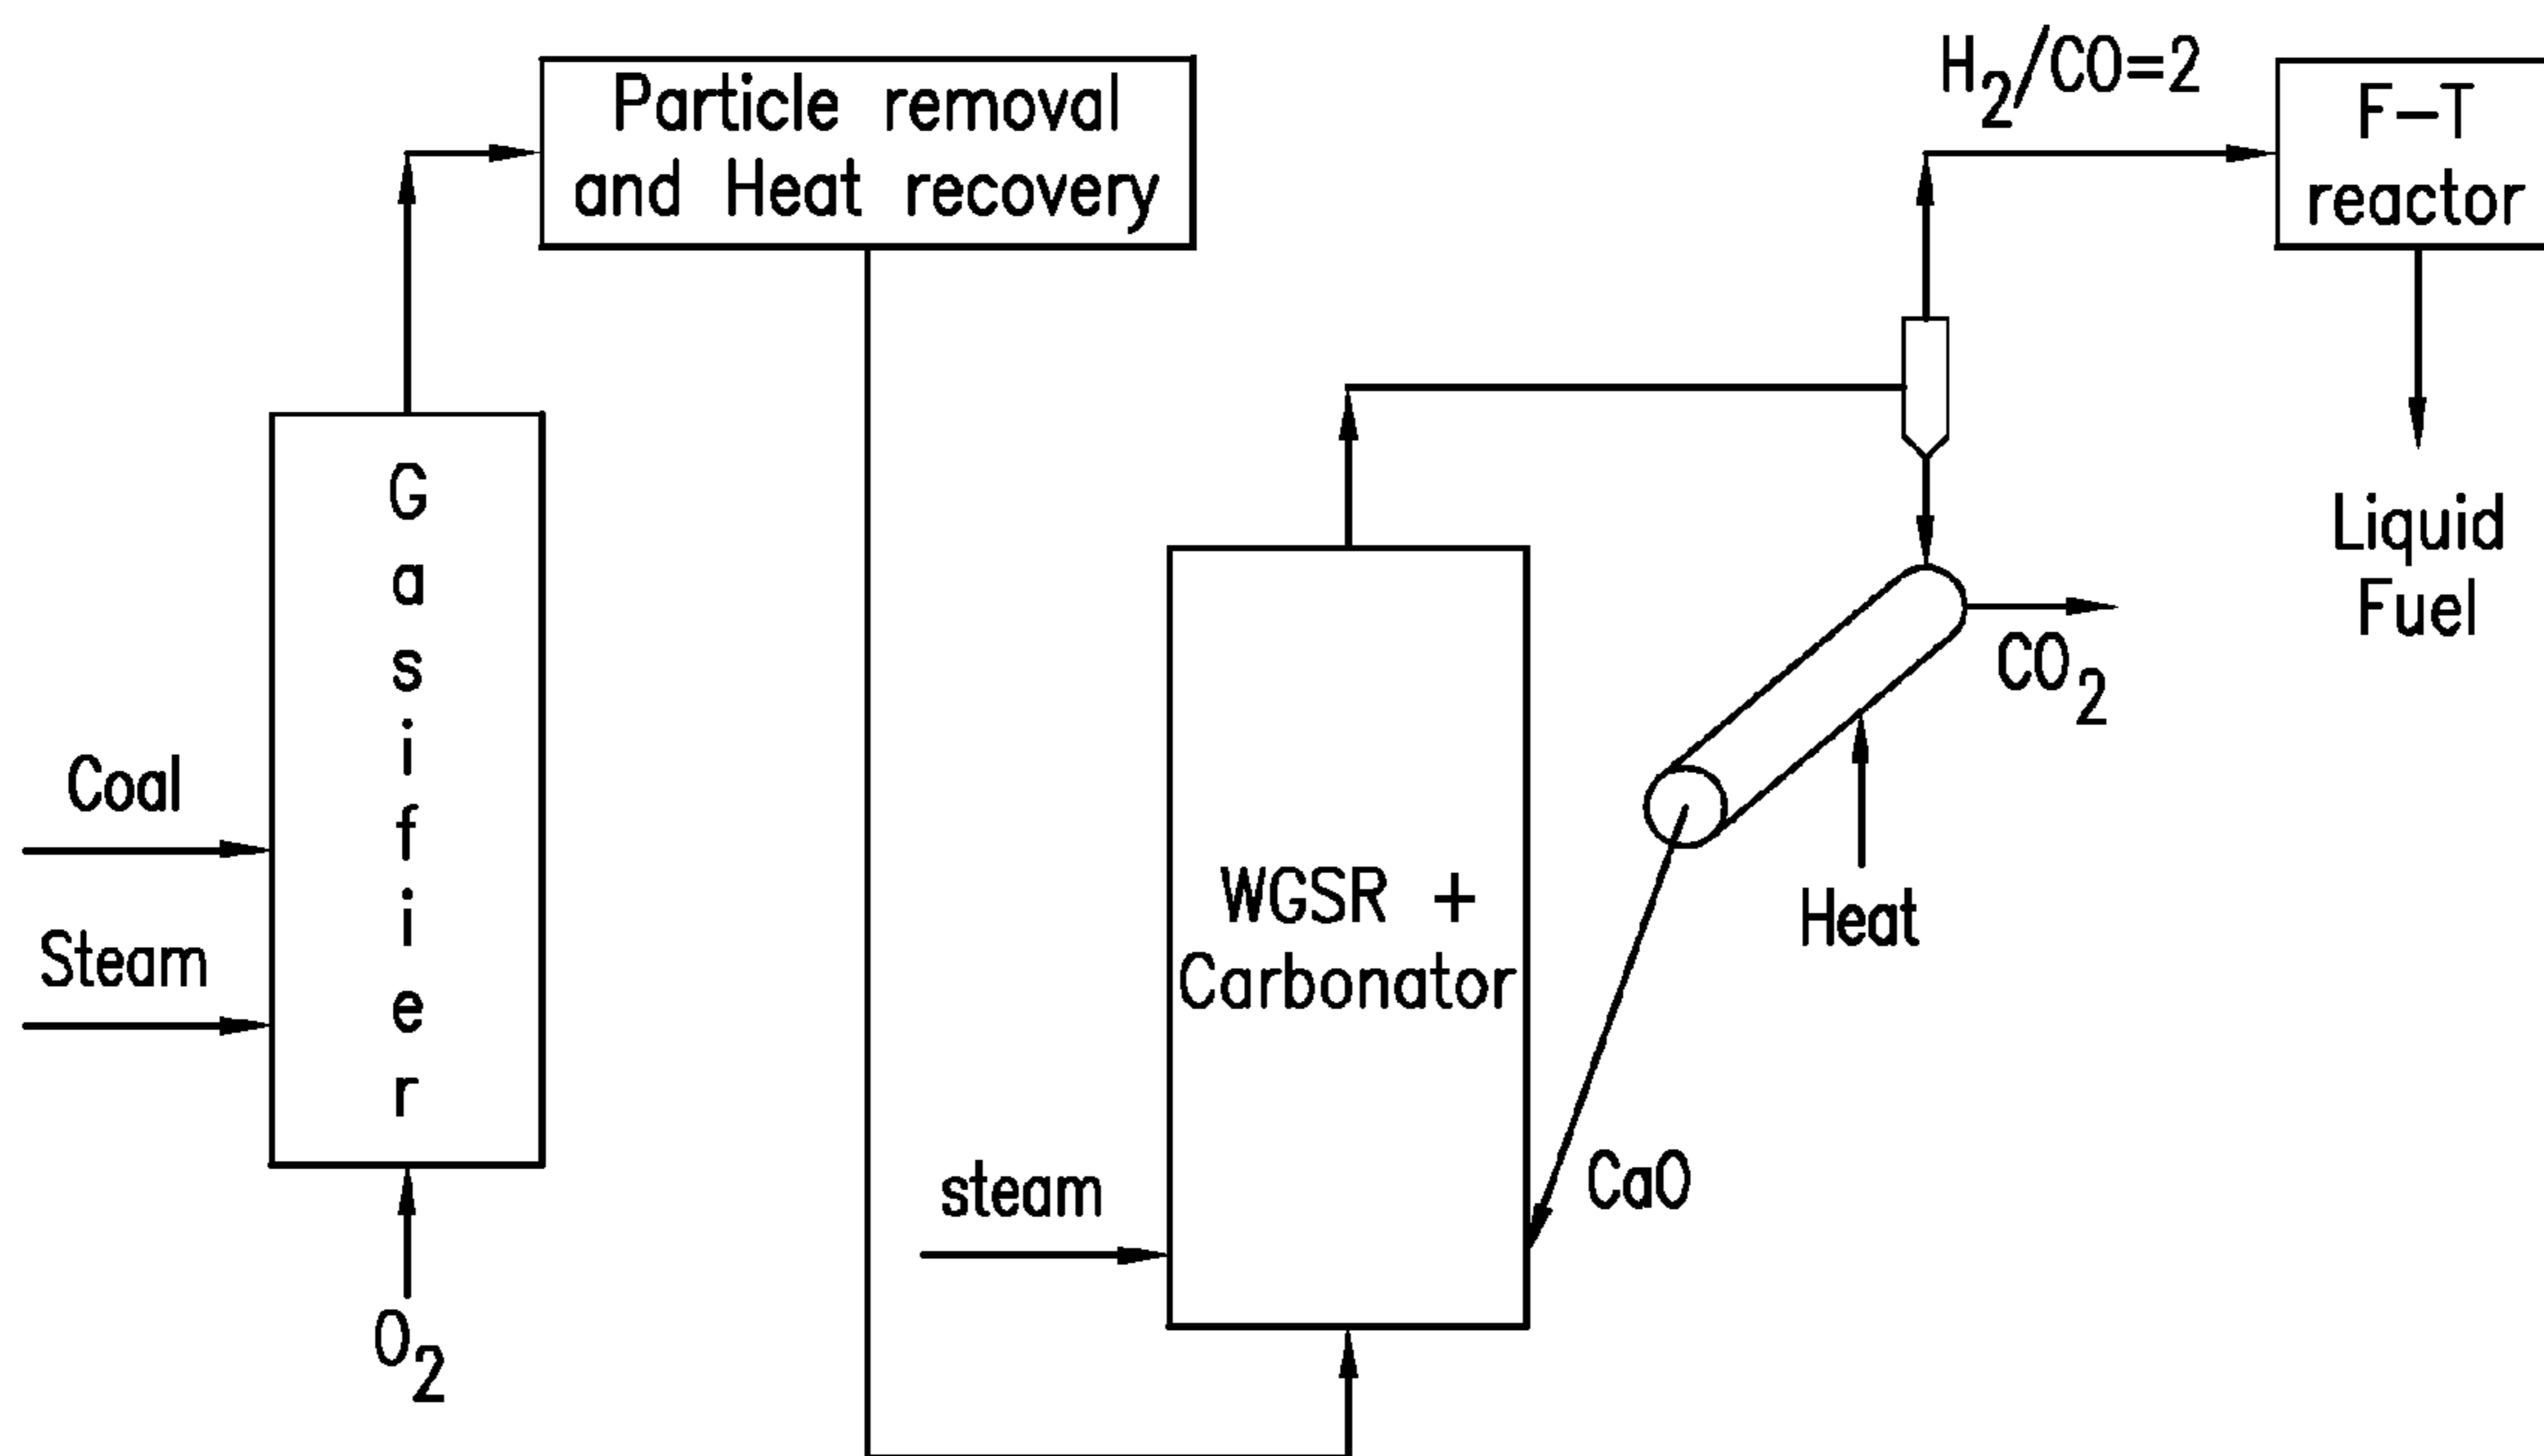 Particle removal
and Heat recovery
H₂/CO=2
F-T
reactor
Gasifier
Coal
Steam
O₂
Liquid
Fuel
CO₂
Heat
WGSR +
Carbonator
steam
CaO